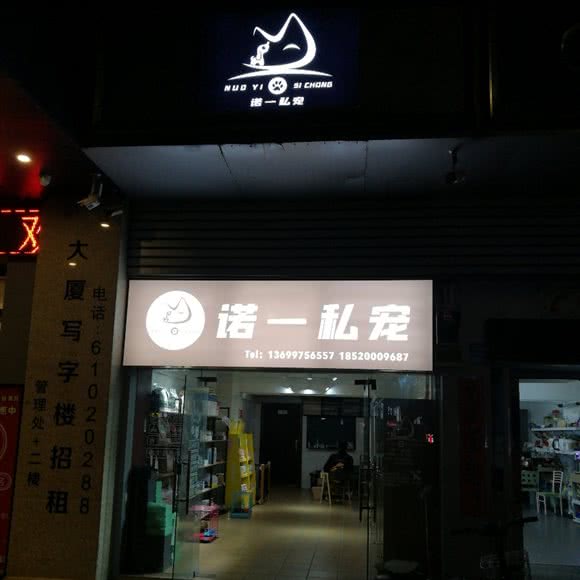 NUO YI SI CHONG
诺一私宠
诺一私宠
Tel: 13699756557 18520009687
大厦写字楼招租
电话:61020288
管理处+二楼